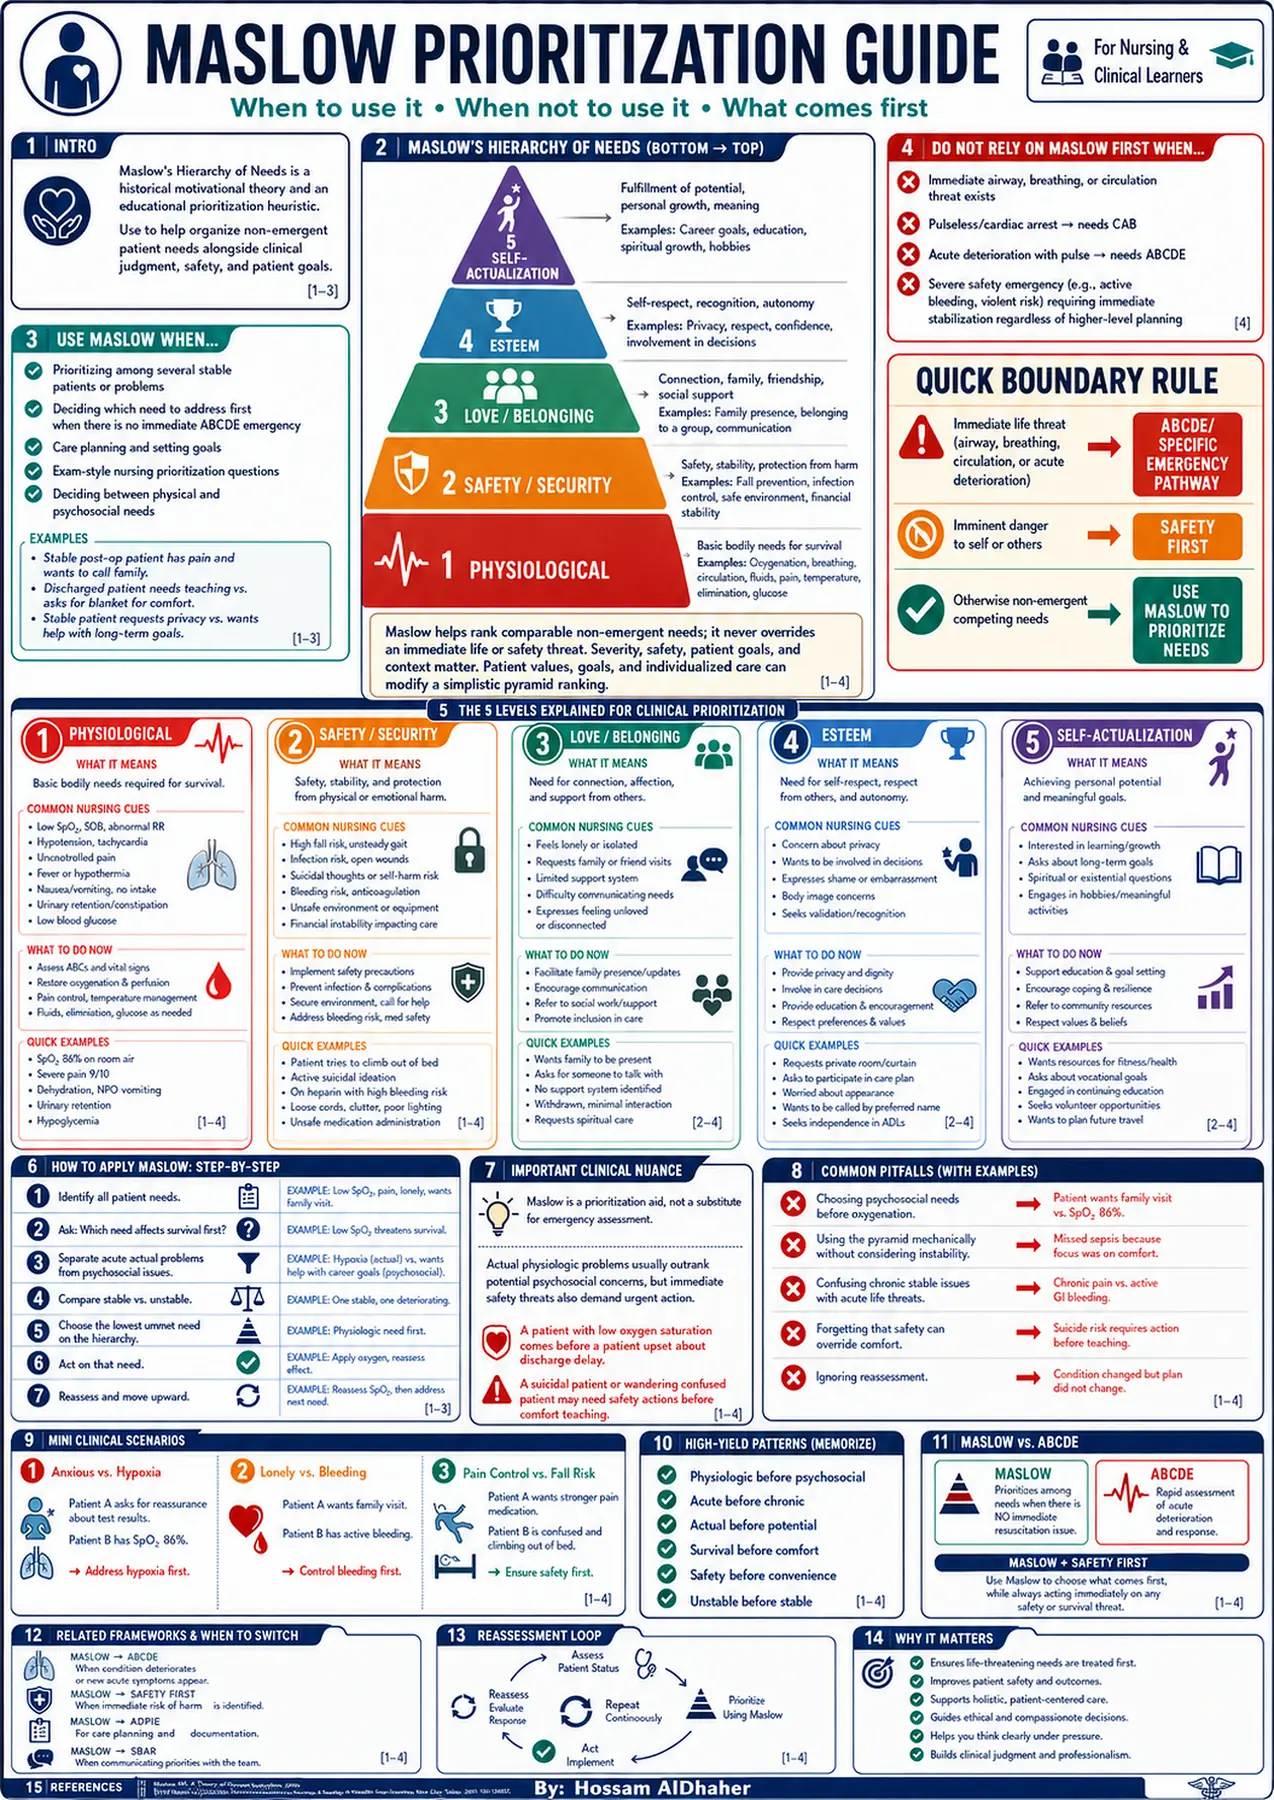 MASLOW PRIORITIZATION GUIDE
When to use it • When not to use it • What comes first
For Nursing &
Clinical Learners
1 INTRO
Maslow's Hierarchy of Needs is a
historical motivational theory and an
educational prioritization heuristic.
Use to help organize non-emergent
patient needs alongside clinical
judgment, safety, and patient goals.
[1-3]
2 MASLOW'S HIERARCHY OF NEEDS (BOTTOM → TOP)
5
SELF-
ACTUALIZATION
Fulfillment of potential,
personal growth, meaning
Examples: Career goals, education,
spiritual growth, hobbies
4 ESTEEM
Self-respect, recognition, autonomy
Examples: Privacy, respect, confidence,
involvement in decisions
3 LOVE / BELONGING
Connection, family, friendship,
social support
Examples: Family presence, belonging
to a group, communication
2 SAFETY / SECURITY
Safety, stability, protection from harm
Examples: Fall prevention, infection
control, safe environment, financial
stability
1 PHYSIOLOGICAL
Basic bodily needs for survival
Examples: Oxygenation, breathing,
circulation, fluids, pain, temperature,
elimination, glucose
Maslow helps rank comparable non-emergent needs; it never overrides
an immediate life or safety threat. Severity, safety, patient goals, and
context matter. Patient values, goals, and individualized care can
modify a simplistic pyramid ranking.
[1-4]
3 USE MASLOW WHEN...
Prioritizing among several stable
patients or problems
Deciding which need to address first
when there is no immediate ABCDE emergency
Care planning and setting goals
Exam-style nursing prioritization questions
Deciding between physical and
psychosocial needs
EXAMPLES
• Stable post-op patient has pain and
wants to call family.
• Discharged patient needs teaching vs.
asks for blanket for comfort.
• Stable patient requests privacy vs. wants
help with long-term goals.
[1-3]
4 DO NOT RELY ON MASLOW FIRST WHEN...
Immediate airway, breathing, or circulation
threat exists
Pulseless/cardiac arrest → needs CAB
Acute deterioration with pulse → needs ABCDE
Severe safety emergency (e.g., active
bleeding, violent risk) requiring immediate
stabilization regardless of higher-level planning
[4]
QUICK BOUNDARY RULE
Immediate life threat
(airway, breathing,
circulation, or acute
deterioration)
ABCDE/
SPECIFIC
EMERGENCY
PATHWAY
Imminent danger
to self or others
SAFETY
FIRST
Otherwise non-emergent
competing needs
USE
MASLOW TO
PRIORITIZE
NEEDS
5 THE 5 LEVELS EXPLAINED FOR CLINICAL PRIORITIZATION
1 PHYSIOLOGICAL
WHAT IT MEANS
Basic bodily needs required for survival.
COMMON NURSING CUES
• Low SpO₂, SOB, abnormal RR
• Hypotension, tachycardia
• Uncnotrolled pain
• Fever or hypothermia
• Nausea/vomiting, no intake
• Urinary retention/constipation
• Low blood glucose
WHAT TO DO NOW
• Assess ABCs and vital signs
• Restore oxygenation & perfusion
• Pain control, temperature management
• Fluids, elimniation, glucose as needed
QUICK EXAMPLES
• SpO₂ 86% on room air
• Severe pain 9/10
• Dehydration, NPO vomiting
• Urinary retention
• Hypoglycemia
[1-4]
2 SAFETY / SECURITY
WHAT IT MEANS
Safety, stability, and protection
from physical or emotional harm.
COMMON NURSING CUES
• High fall risk, unsteady gait
• Infection risk, open wounds
• Suicidal thoughts or self-harm risk
• Bleeding risk, anticoagulation
• Unsafe environment or equipment
• Financial instability impacting care
WHAT TO DO NOW
• Implement safety precautions
• Prevent infection & complications
• Secure environment, call for help
• Address bleeding risk, med safety
QUICK EXAMPLES
• Patient tries to climb out of bed
• Active suicidal ideation
• On heparin with high bleeding risk
• Loose cords, clutter, poor lighting
• Unsafe medication administration
[1-4]
3 LOVE / BELONGING
WHAT IT MEANS
Need for connection, affection,
and support from others.
COMMON NURSING CUES
• Feels lonely or isolated
• Requests family or friend visits
• Limited support system
• Difficulty communicating needs
• Expresses feeling unloved
or disconnected
WHAT TO DO NOW
• Facilitate family presence/updates
• Encourage communication
• Refer to social work/support
• Promote inclusion in care
QUICK EXAMPLES
• Wants family to be present
• Asks for someone to talk with
• No support system identified
• Withdrawn, minimal interaction
• Requests spiritual care
[2-4]
4 ESTEEM
WHAT IT MEANS
Need for self-respect, respect
from others, and autonomy.
COMMON NURSING CUES
• Concern about privacy
• Wants to be involved in decisions
• Expresses shame or embarrassment
• Body image concerns
• Seeks validation/recognition
WHAT TO DO NOW
• Provide privacy and dignity
• Involve in care decisions
• Provide education & encouragement
• Respect preferences & values
QUICK EXAMPLES
• Requests private room/curtain
• Asks to participate in care plan
• Worried about appearance
• Wants to be called by preferred name
• Seeks independence in ADLs
[2-4]
5 SELF-ACTUALIZATION
WHAT IT MEANS
Achieving personal potential
and meaningful goals.
COMMON NURSING CUES
• Interested in learning/growth
• Asks about long-term goals
• Spiritual or existential questions
• Engages in hobbies/meaningful
activities
WHAT TO DO NOW
• Support education & goal setting
• Encourage coping & resilience
• Refer to community resources
• Respect values & beliefs
QUICK EXAMPLES
• Wants resources for fitness/health
• Asks about vocational goals
• Engaged in continuing education
• Seeks volunteer opportunities
• Wants to plan future travel
[2-4]
6 HOW TO APPLY MASLOW: STEP-BY-STEP
1 Identify all patient needs.
EXAMPLE: Low SpO₂, pain, lonely, wants
family visit.
2 Ask: Which need affects survival first?
?
EXAMPLE: Low SpO₂ threatens survival.
3 Separate acute actual problems
from psychosocial issues.
EXAMPLE: Hypoxia (actual) vs. wants
help with career goals (psychosocial).
4 Compare stable vs. unstable.
EXAMPLE: One stable, one deteriorating.
5 Choose the lowest unmet need
on the hierarchy.
EXAMPLE: Physiologic need first.
6 Act on that need.
EXAMPLE: Apply oxygen, reassess
effect.
7 Reassess and move upward.
EXAMPLE: Reassess SpO₂, then address
next need.
[1-3]
7 IMPORTANT CLINICAL NUANCE
Maslow is a prioritization aid, not a substitute
for emergency assessment.
Actual physiologic problems usually outrank
potential psychosocial concerns, but immediate
safety threats also demand urgent action.
A patient with low oxygen saturation
comes before a patient upset about
discharge delay.
A suicidal patient or wandering confused
patient may need safety actions before
comfort teaching.
[1-4]
8 COMMON PITFALLS (WITH EXAMPLES)
Choosing psychosocial needs
before oxygenation.
Patient wants family visit
vs. SpO₂ 86%.
Using the pyramid mechanically
without considering instability.
Missed sepsis because
focus was on comfort.
Confusing chronic stable issues
with acute life threats.
Chronic pain vs. active
GI bleeding.
Forgetting that safety can
override comfort.
Suicide risk requires action
before teaching.
Ignoring reassessment.
Condition changed but plan
did not change.
[1-4]
9 MINI CLINICAL SCENARIOS
1 Anxious vs. Hypoxia
Patient A asks for reassurance
about test results.
Patient B has SpO₂ 86%.
→ Address hypoxia first.
2 Lonely vs. Bleeding
Patient A wants family visit.
Patient B has active bleeding.
→ Control bleeding first.
3 Pain Control vs. Fall Risk
Patient A wants stronger pain
medication.
Patient B is confused and
climbing out of bed.
→ Ensure safety first.
[1-4]
10 HIGH-YIELD PATTERNS (MEMORIZE)
Physiologic before psychosocial
Acute before chronic
Actual before potential
Survival before comfort
Safety before convenience
Unstable before stable
[1-4]
11 MASLOW vs. ABCDE
MASLOW
Prioritizes among
needs when there is
NO immediate
resuscitation issue.
ABCDE
Rapid assessment
of acute
deterioration
and response.
MASLOW + SAFETY FIRST
Use Maslow to choose what comes first,
while always acting immediately on any
safety or survival threat.
[1-4]
12 RELATED FRAMEWORKS & WHEN TO SWITCH
MASLOW → ABCDE
When condition deteriorates
or new acute symptoms appear.
MASLOW → SAFETY FIRST
When immediate risk of harm is identified.
MASLOW → ADPIE
For care planning and documentation.
MASLOW → SBAR
When communicating priorities with the team.
[1-4]
13 REASSESSMENT LOOP
Assess
Patient Status
Prioritize
Using Maslow
Act
Implement
Reassess
Evaluate
Response
Repeat
Continuously
[1-4]
14 WHY IT MATTERS
Ensures life-threatening needs are treated first.
Improves patient safety and outcomes.
Supports holistic, patient-centered care.
Guides ethical and compassionate decisions.
Helps you think clearly under pressure.
Builds clinical judgment and professionalism.
15 REFERENCES
By: Hossam AlDhaher